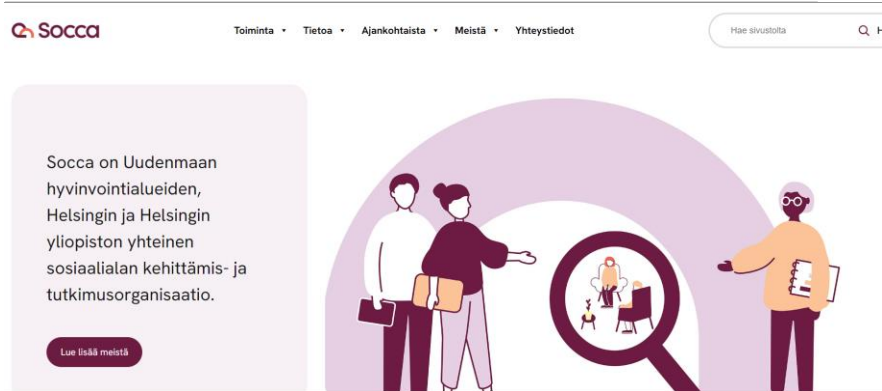 Socca
Toiminta Tietoa Ajankohtaista Meistä Yhteystiedot
Hae sivustolta
Socca on Uudenmaan
hyvinvointialueiden,
Helsingin ja Helsingin
yliopiston yhteinen
sosiaalialan kehittämis- ja
tutkimusorganisaatio.
Lue lisää meistä